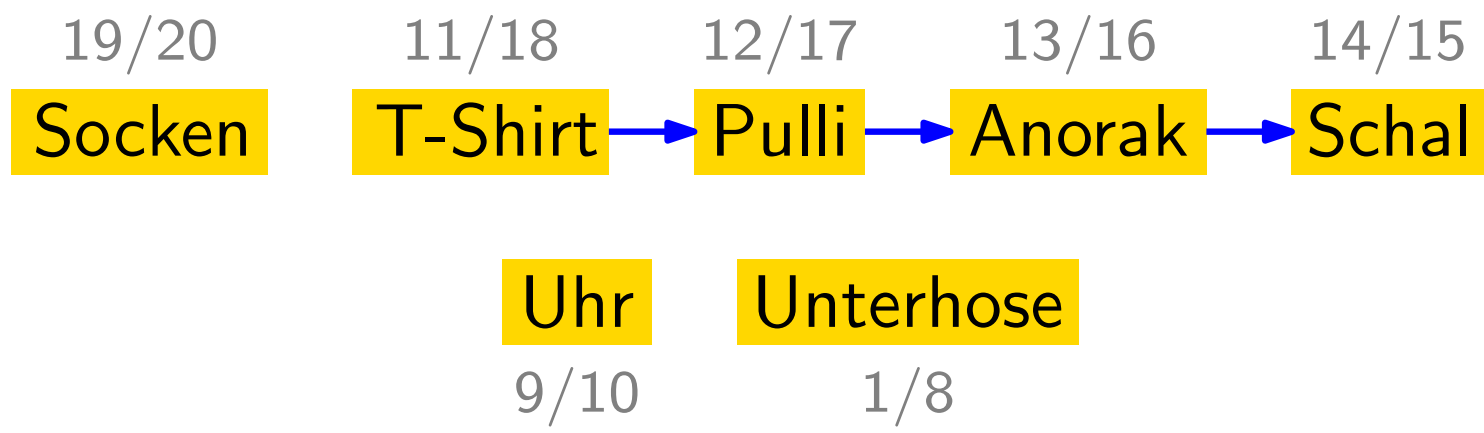 19/20 11/18 12/17 13/16 14/15
Socken T-Shirt Pulli Anorak Schal
Uhr Unterhose
9/10 1/8